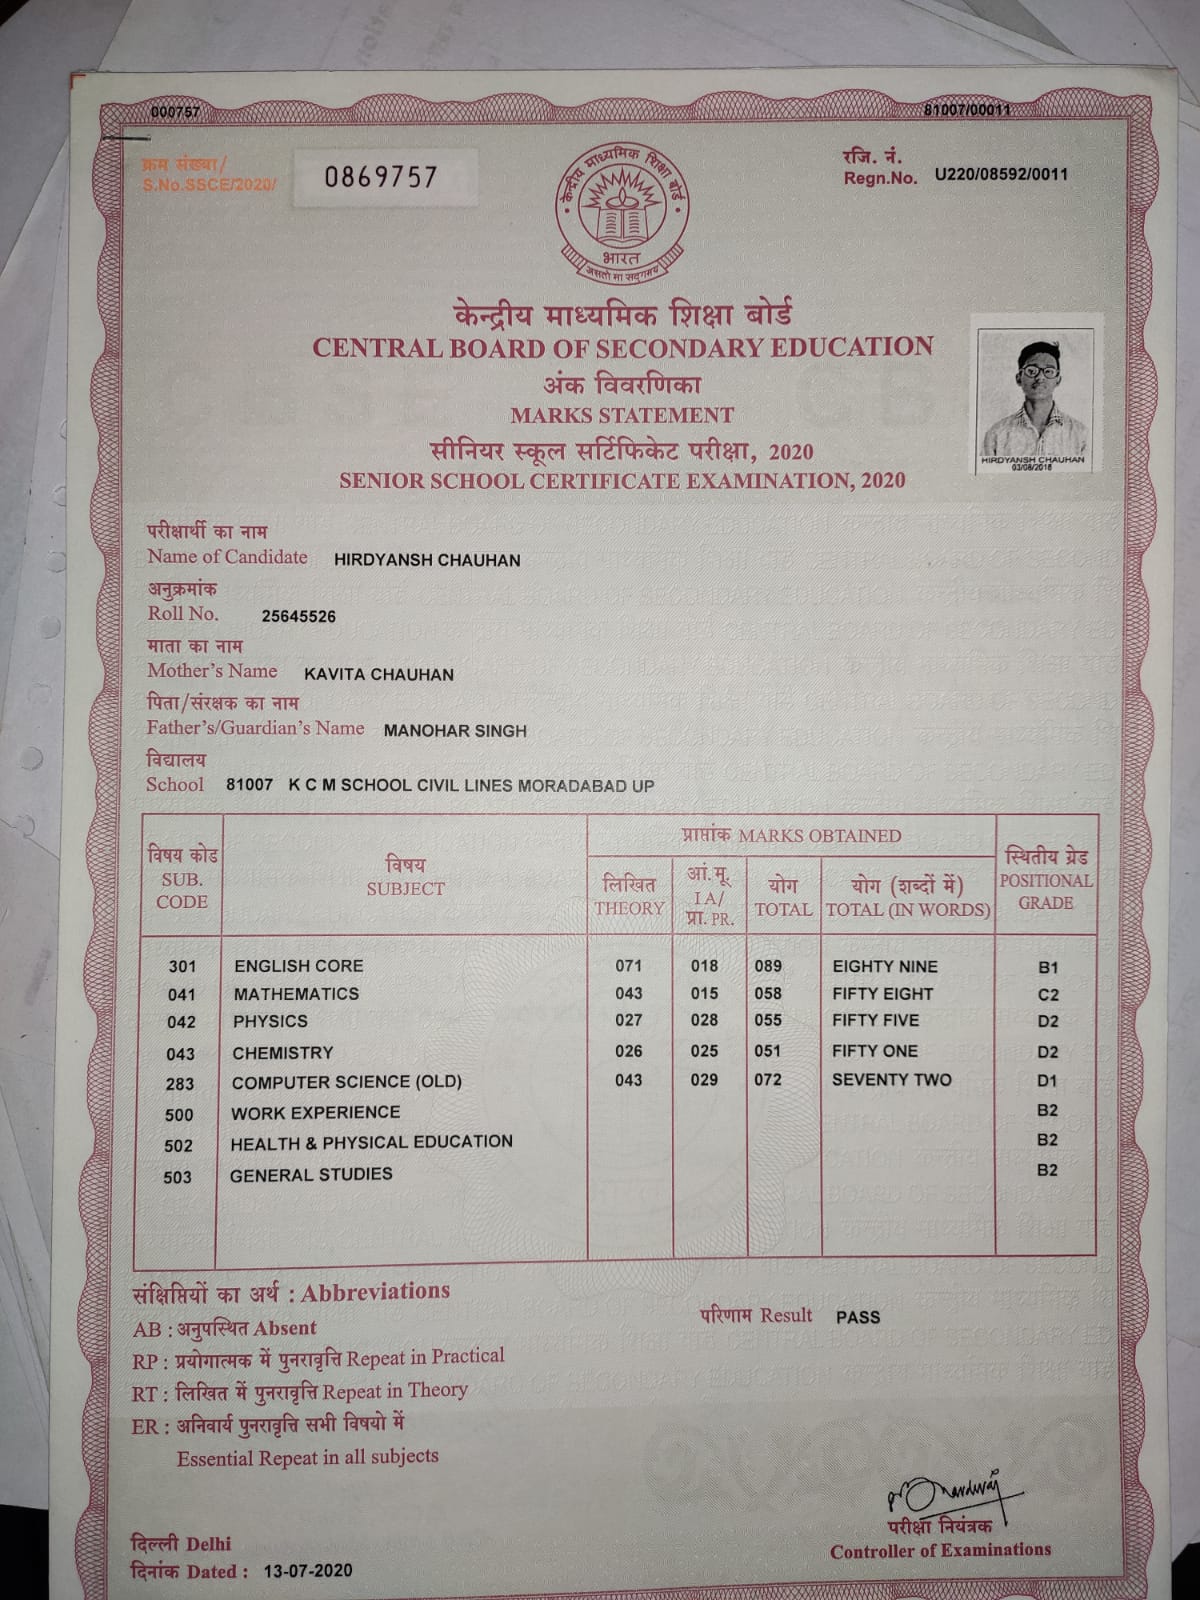 000757
81007/00011
क्रम संख्या/
S.No.SSCE/2020/ 0869757
रजि. नं.
Regn.No. U220/08592/0011
केन्द्रीय माध्यमिक शिक्षा बोर्ड
भारत
असतो मा सद्गमय
केन्द्रीय माध्यमिक शिक्षा बोर्ड
CENTRAL BOARD OF SECONDARY EDUCATION
अंक विवरणिका
MARKS STATEMENT
सीनियर स्कूल सर्टिफिकेट परीक्षा, 2020
SENIOR SCHOOL CERTIFICATE EXAMINATION, 2020
HIRDYANSH CHAUHAN
03/08/2018
परीक्षार्थी का नाम
Name of Candidate HIRDYANSH CHAUHAN
अनुक्रमांक
Roll No. 25645526
माता का नाम
Mother's Name KAVITA CHAUHAN
पिता/संरक्षक का नाम
Father's/Guardian's Name MANOHAR SINGH
विद्यालय
School 81007 K C M SCHOOL CIVIL LINES MORADABAD UP
विषय कोड
SUB.
CODE
विषय
SUBJECT
प्राप्तांक MARKS OBTAINED
लिखित
THEORY
आं.मू.
I A/
प्रा. PR.
योग
TOTAL
योग (शब्दों में)
TOTAL (IN WORDS)
स्थितीय ग्रेड
POSITIONAL
GRADE
301 ENGLISH CORE 071 018 089 EIGHTY NINE B1
041 MATHEMATICS 043 015 058 FIFTY EIGHT C2
042 PHYSICS 027 028 055 FIFTY FIVE D2
043 CHEMISTRY 026 025 051 FIFTY ONE D2
283 COMPUTER SCIENCE (OLD) 043 029 072 SEVENTY TWO D1
500 WORK EXPERIENCE B2
502 HEALTH & PHYSICAL EDUCATION B2
503 GENERAL STUDIES B2
संक्षिप्तियों का अर्थ : Abbreviations
AB : अनुपस्थित Absent
परिणाम Result PASS
RP : प्रयोगात्मक में पुनरावृत्ति Repeat in Practical
RT : लिखित में पुनरावृत्ति Repeat in Theory
ER : अनिवार्य पुनरावृत्ति सभी विषयो में
Essential Repeat in all subjects
परीक्षा नियंत्रक
Controller of Examinations
दिल्ली Delhi
दिनांक Dated : 13-07-2020